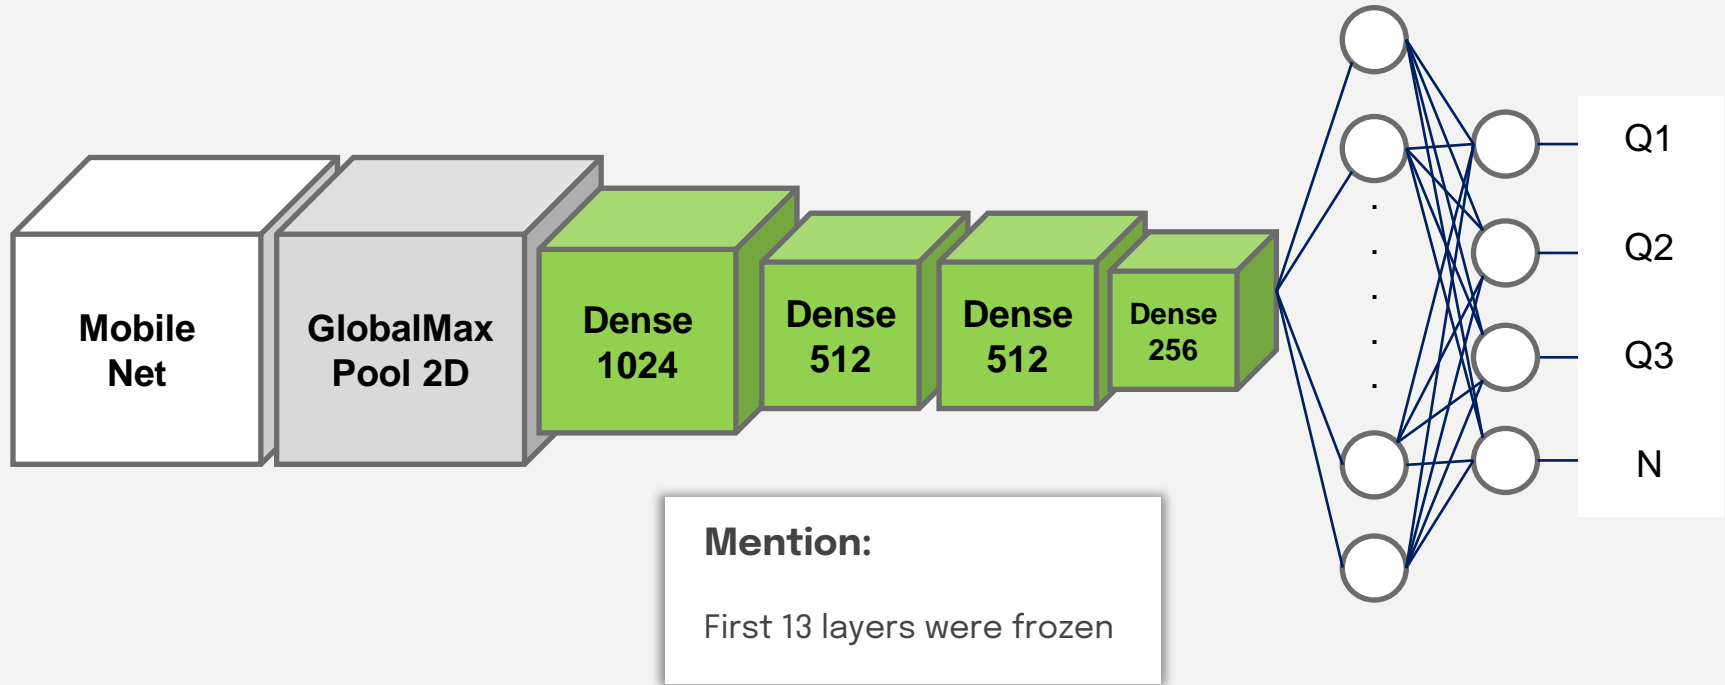 Mobile
Net
GlobalMax
Pool 2D
Dense
1024
Dense
512
Dense
512
Dense
256
Q1
Q2
Q3
N
Mention:
First 13 layers were frozen